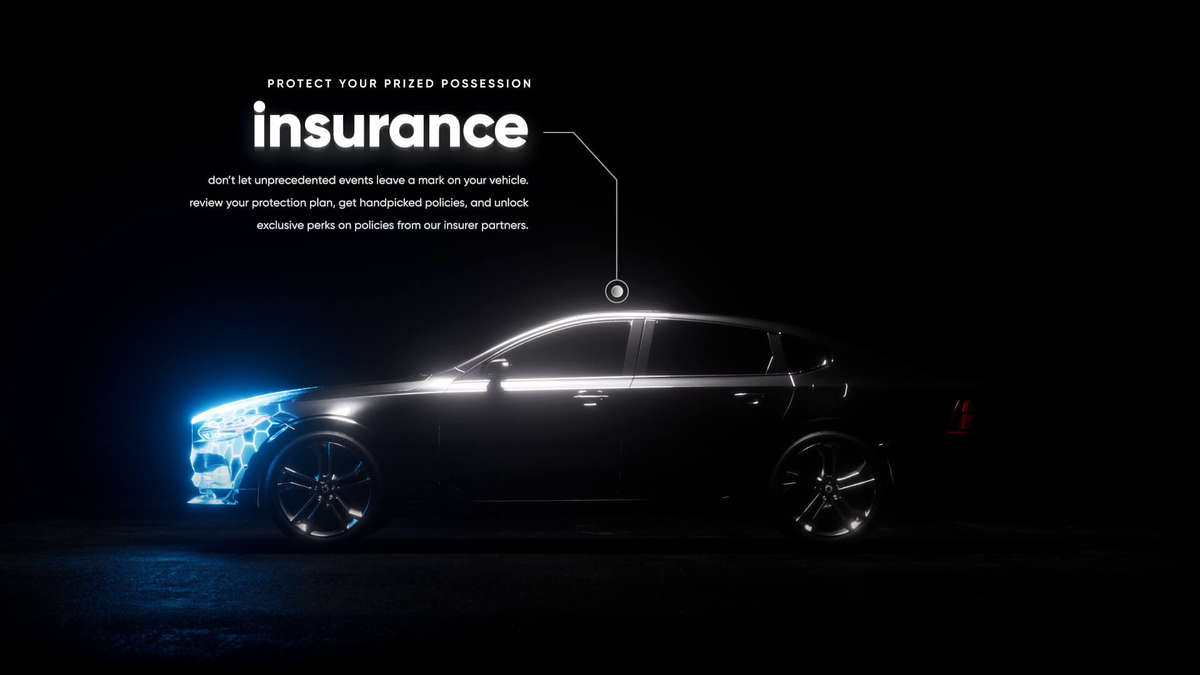 PROTECT YOUR PRIZED POSSESSION
insurance
don't let unprecedented events leave a mark on your vehicle.
review your protection plan, get handpicked policies, and unlock
exclusive perks on policies from our insurer partners.